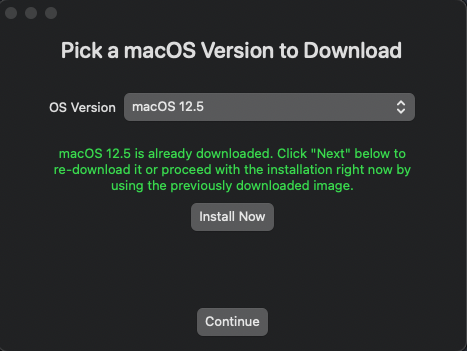 Pick a macOS Version to Download
OS Version macOS 12.5
macOS 12.5 is already downloaded. Click "Next" below to
re-download it or proceed with the installation right now by
using the previously downloaded image.
Install Now
Continue